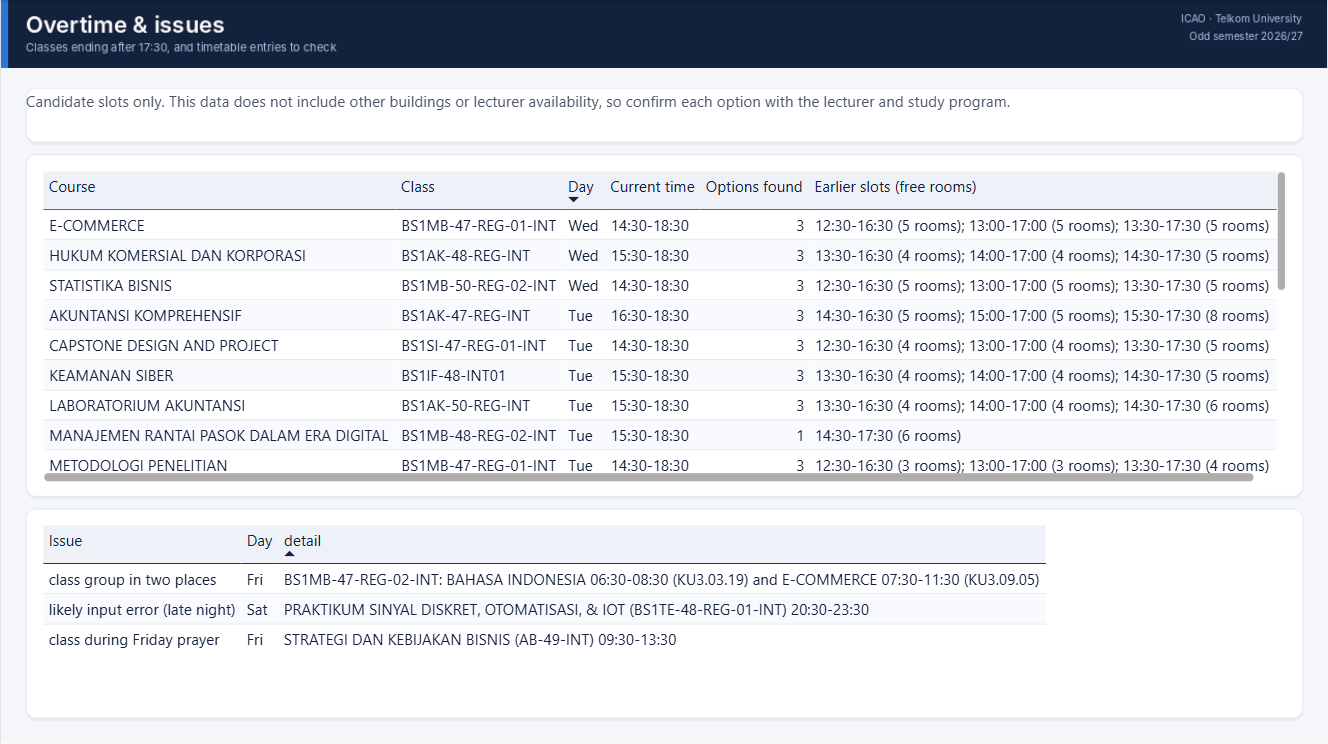 Overtime & issues
Classes ending after 17:30, and timetable entries to check
ICAO · Telkom University
Odd semester 2026/27
Candidate slots only. This data does not include other buildings or lecturer availability, so confirm each option with the lecturer and study program.
Course Class Day Current time Options found Earlier slots (free rooms)
E-COMMERCE BS1MB-47-REG-01-INT Wed 14:30-18:30 3 12:30-16:30 (5 rooms); 13:00-17:00 (5 rooms); 13:30-17:30 (5 rooms)
HUKUM KOMERSIAL DAN KORPORASI BS1AK-48-REG-INT Wed 15:30-18:30 3 13:30-16:30 (4 rooms); 14:00-17:00 (4 rooms); 14:30-17:30 (4 rooms)
STATISTIKA BISNIS BS1MB-50-REG-02-INT Wed 14:30-18:30 3 12:30-16:30 (5 rooms); 13:00-17:00 (5 rooms); 13:30-17:30 (5 rooms)
AKUNTANSI KOMPREHENSIF BS1AK-47-REG-INT Tue 16:30-18:30 3 14:30-16:30 (5 rooms); 15:00-17:00 (5 rooms); 15:30-17:30 (8 rooms)
CAPSTONE DESIGN AND PROJECT BS1SI-47-REG-01-INT Tue 14:30-18:30 3 12:30-16:30 (4 rooms); 13:00-17:00 (4 rooms); 13:30-17:30 (5 rooms)
KEAMANAN SIBER BS1IF-48-INT01 Tue 15:30-18:30 3 13:30-16:30 (4 rooms); 14:00-17:00 (4 rooms); 14:30-17:30 (5 rooms)
LABORATORIUM AKUNTANSI BS1AK-50-REG-INT Tue 15:30-18:30 3 13:30-16:30 (4 rooms); 14:00-17:00 (4 rooms); 14:30-17:30 (6 rooms)
MANAJEMEN RANTAI PASOK DALAM ERA DIGITAL BS1MB-48-REG-02-INT Tue 15:30-18:30 1 14:30-17:30 (6 rooms)
METODOLOGI PENELITIAN BS1MB-47-REG-01-INT Tue 14:30-18:30 3 12:30-16:30 (3 rooms); 13:00-17:00 (3 rooms); 13:30-17:30 (4 rooms)
Issue Day detail
class group in two places Fri BS1MB-47-REG-02-INT: BAHASA INDONESIA 06:30-08:30 (KU3.03.19) and E-COMMERCE 07:30-11:30 (KU3.09.05)
likely input error (late night) Sat PRAKTIKUM SINYAL DISKRET, OTOMATISASI, & IOT (BS1TE-48-REG-01-INT) 20:30-23:30
class during Friday prayer Fri STRATEGI DAN KEBIJAKAN BISNIS (AB-49-INT) 09:30-13:30